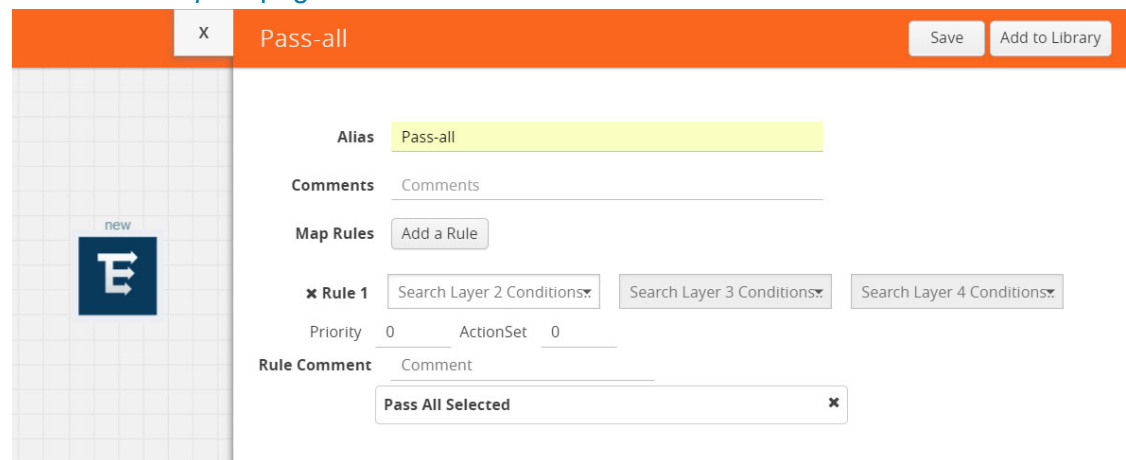 X
Pass-all
Save
Add to Library
Alias
Pass-all
Comments
Comments
new
Map Rules
Add a Rule
✖ Rule 1
Search Layer 2 Conditions...
Search Layer 3 Conditions...
Search Layer 4 Conditions...
Priority 0 ActionSet 0
Rule Comment
Comment
Pass All Selected ✖